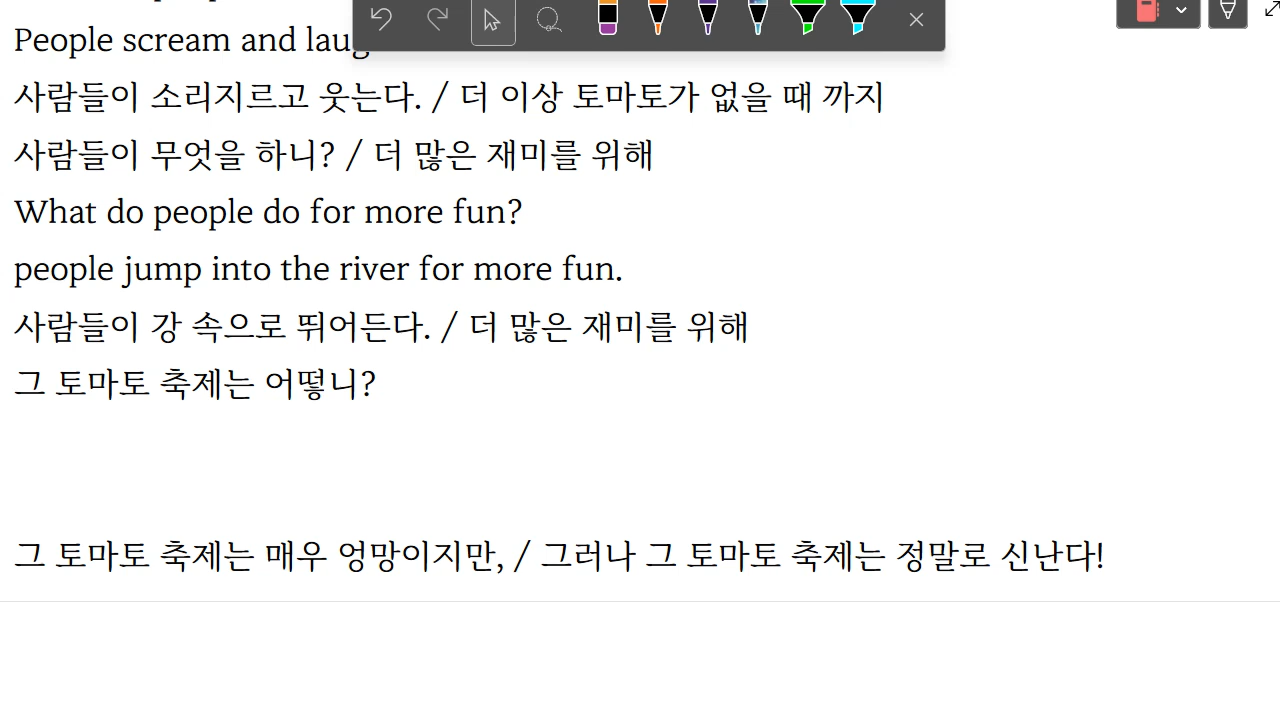 People scream and
사람들이 소리지르고 웃는다. / 더 이상 토마토가 없을 때 까지
사람들이 무엇을 하니? / 더 많은 재미를 위해
What do people do for more fun?
people jump into the river for more fun.
사람들이 강 속으로 뛰어든다. / 더 많은 재미를 위해
그 토마토 축제는 어떻니?
그 토마토 축제는 매우 엉망이지만, / 그러나 그 토마토 축제는 정말로 신난다!